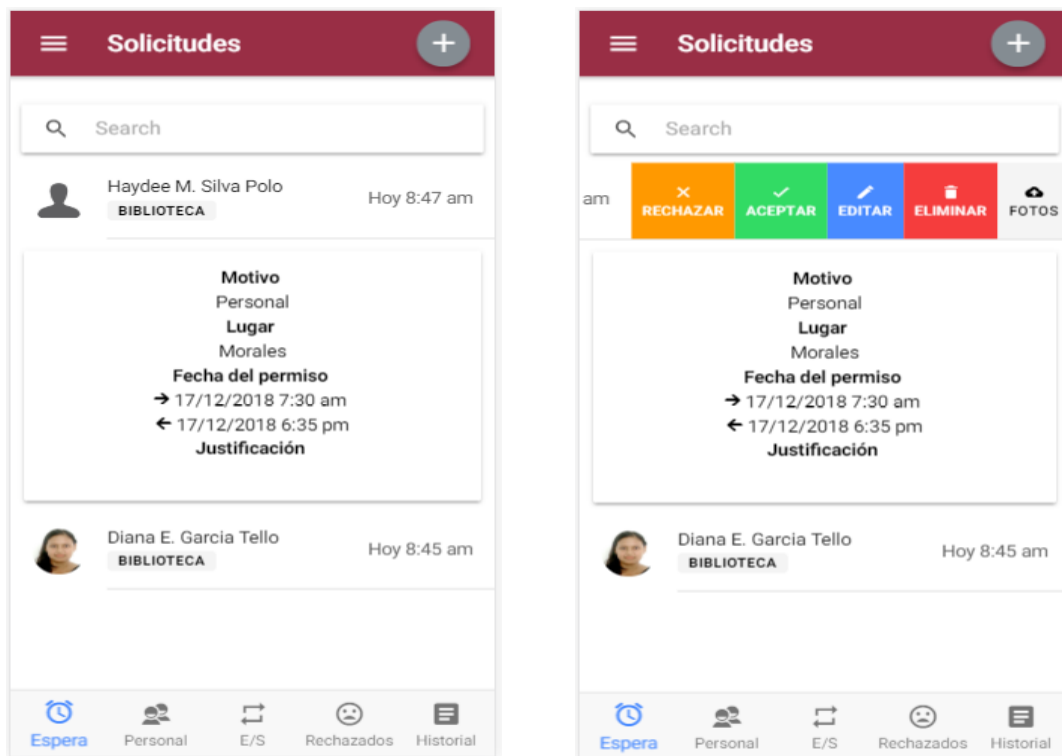 Solicitudes
Search
Haydee M. Silva Polo
BIBLIOTECA
Hoy 8:47 am
Motivo
Personal
Lugar
Morales
Fecha del permiso
→ 17/12/2018 7:30 am
← 17/12/2018 6:35 pm
Justificación
Diana E. Garcia Tello
BIBLIOTECA
Hoy 8:45 am
Espera Personal E/S Rechazados Historial
Solicitudes
Search
am RECHAZAR ACEPTAR EDITAR ELIMINAR FOTOS
Motivo
Personal
Lugar
Morales
Fecha del permiso
→ 17/12/2018 7:30 am
← 17/12/2018 6:35 pm
Justificación
Diana E. Garcia Tello
BIBLIOTECA
Hoy 8:45 am
Espera Personal E/S Rechazados Historial